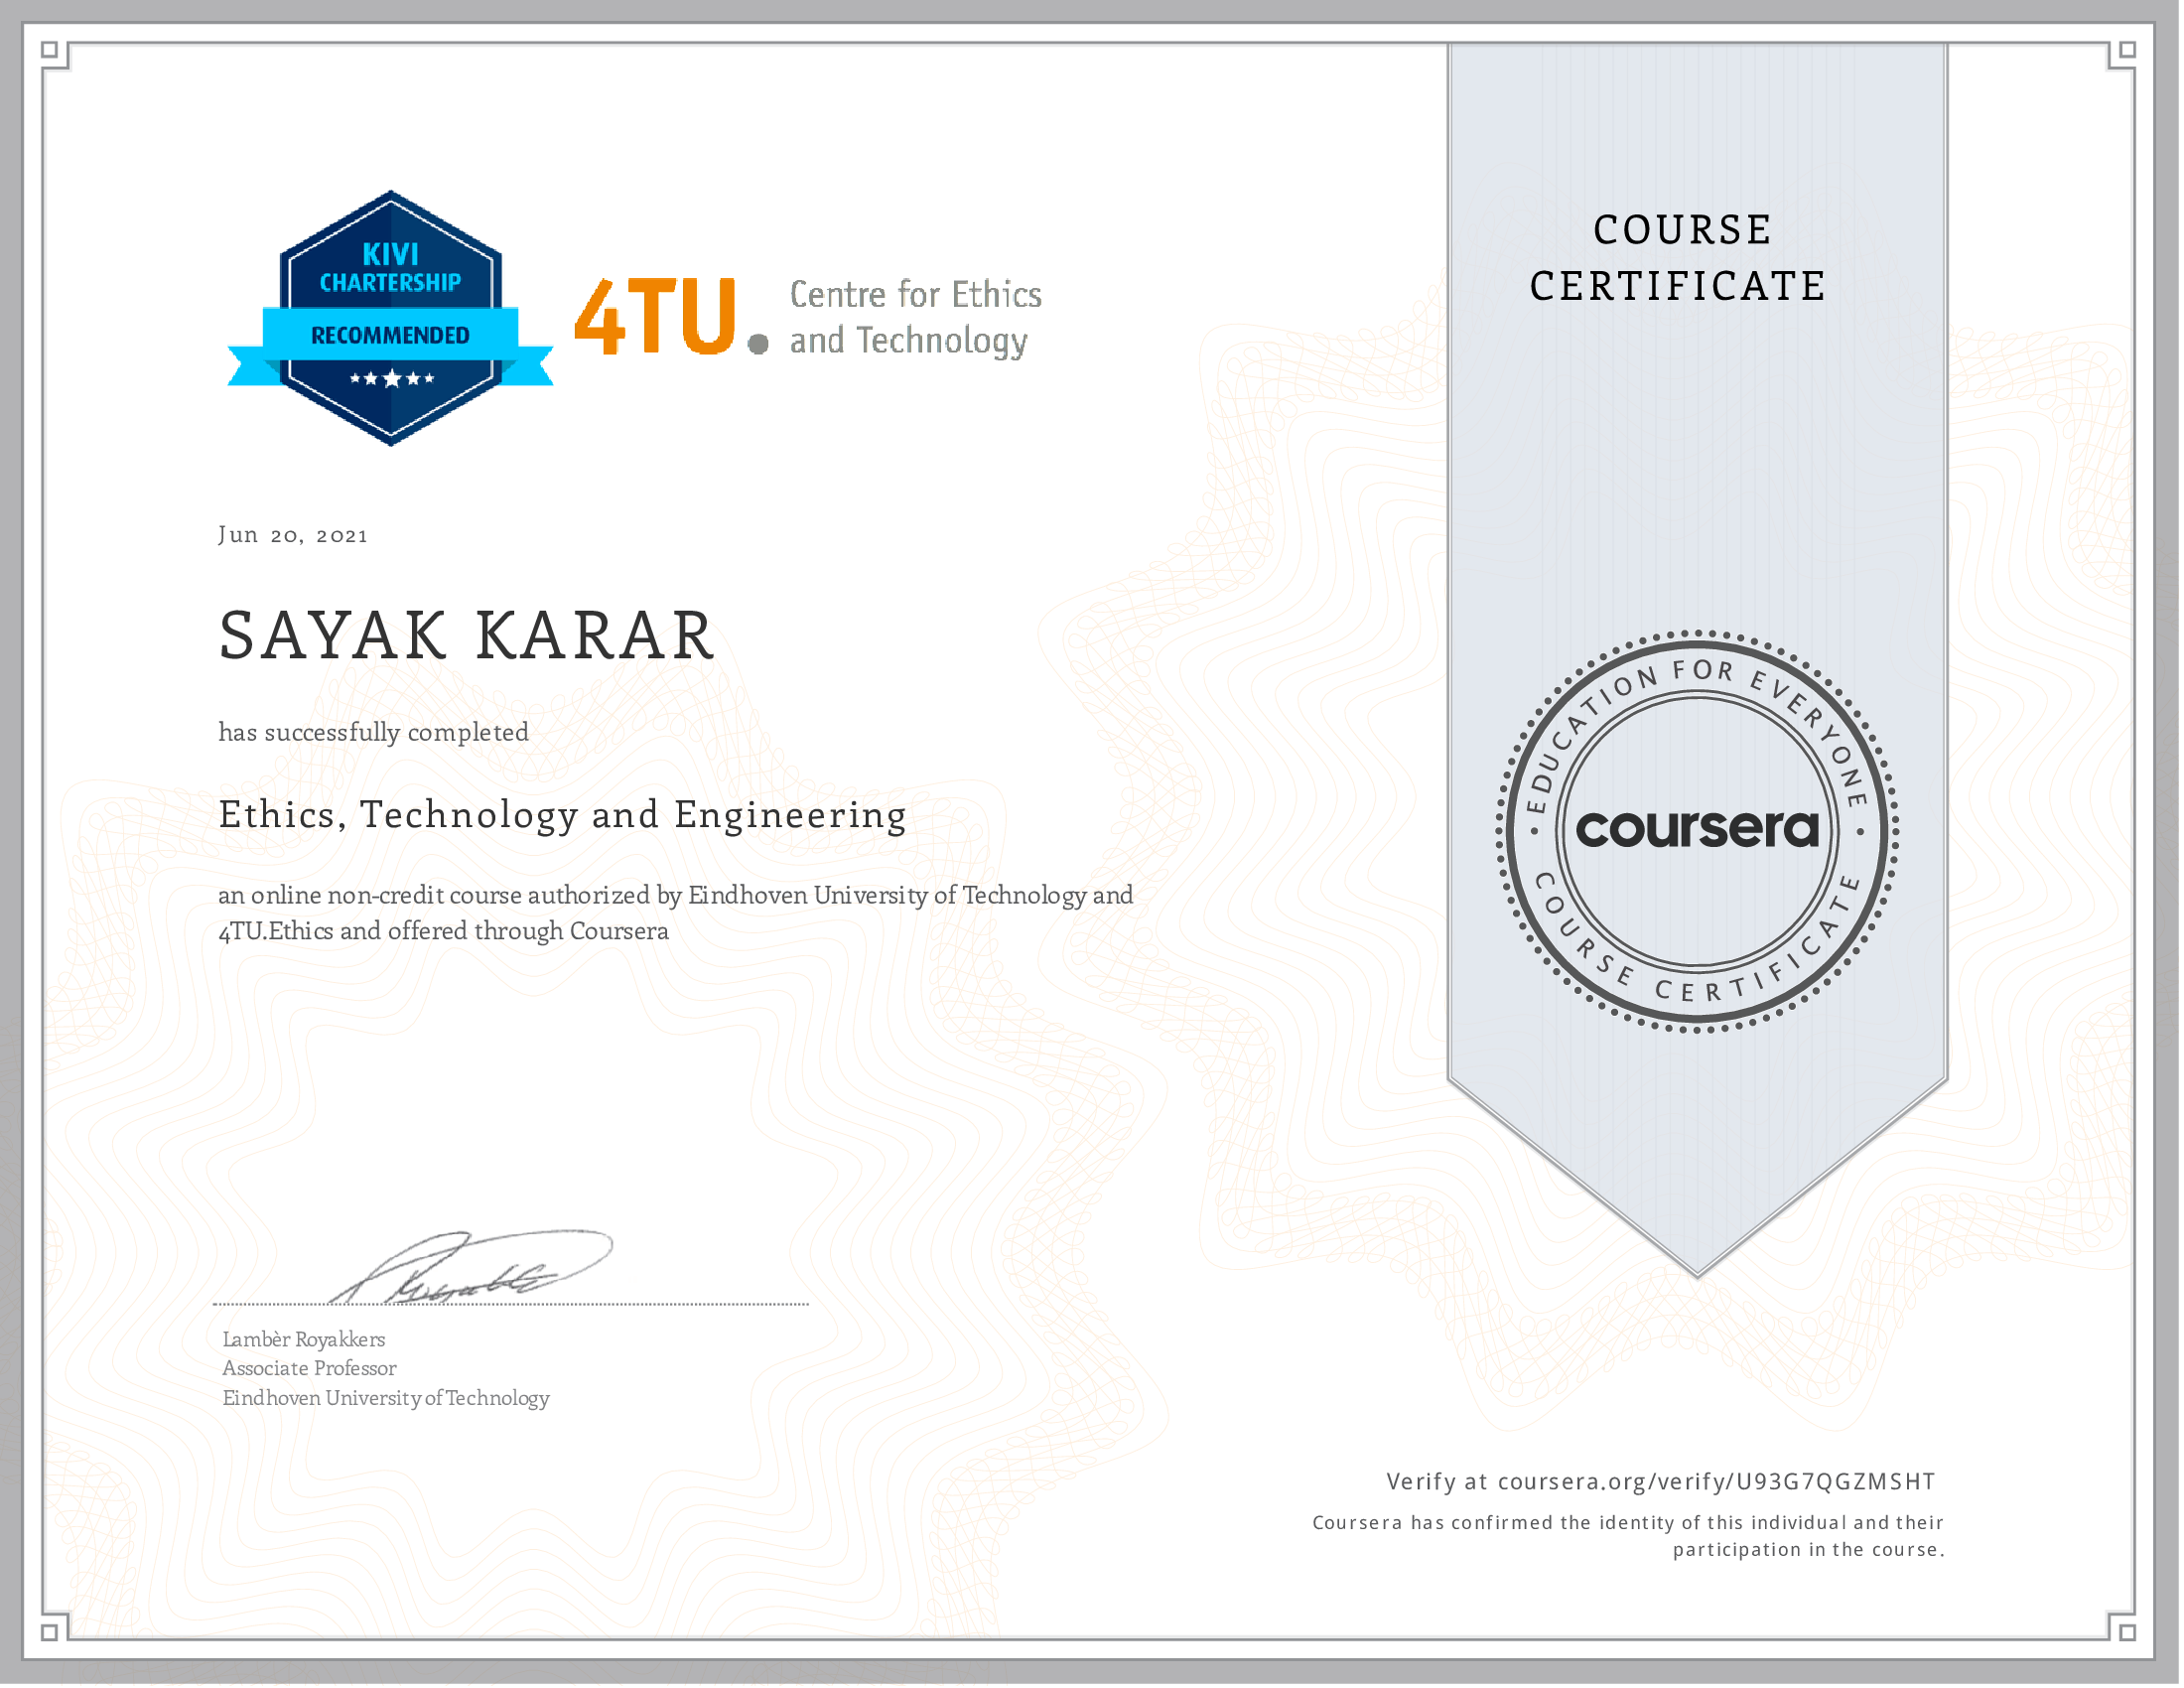 KIVI
CHARTERSHIP
RECOMMENDED
4TU.
Centre for Ethics
and Technology
COURSE
CERTIFICATE
Jun 20, 2021
SAYAK KARAR
has successfully completed
Ethics, Technology and Engineering
an online non-credit course authorized by Eindhoven University of Technology and
4TU.Ethics and offered through Coursera
EDUCATION FOR EVERYONE
coursera
COURSE CERTIFICATE
Lambèr Royakkers
Associate Professor
Eindhoven University of Technology
Verify at coursera.org/verify/U93G7QGZMSHT
Coursera has confirmed the identity of this individual and their
participation in the course.